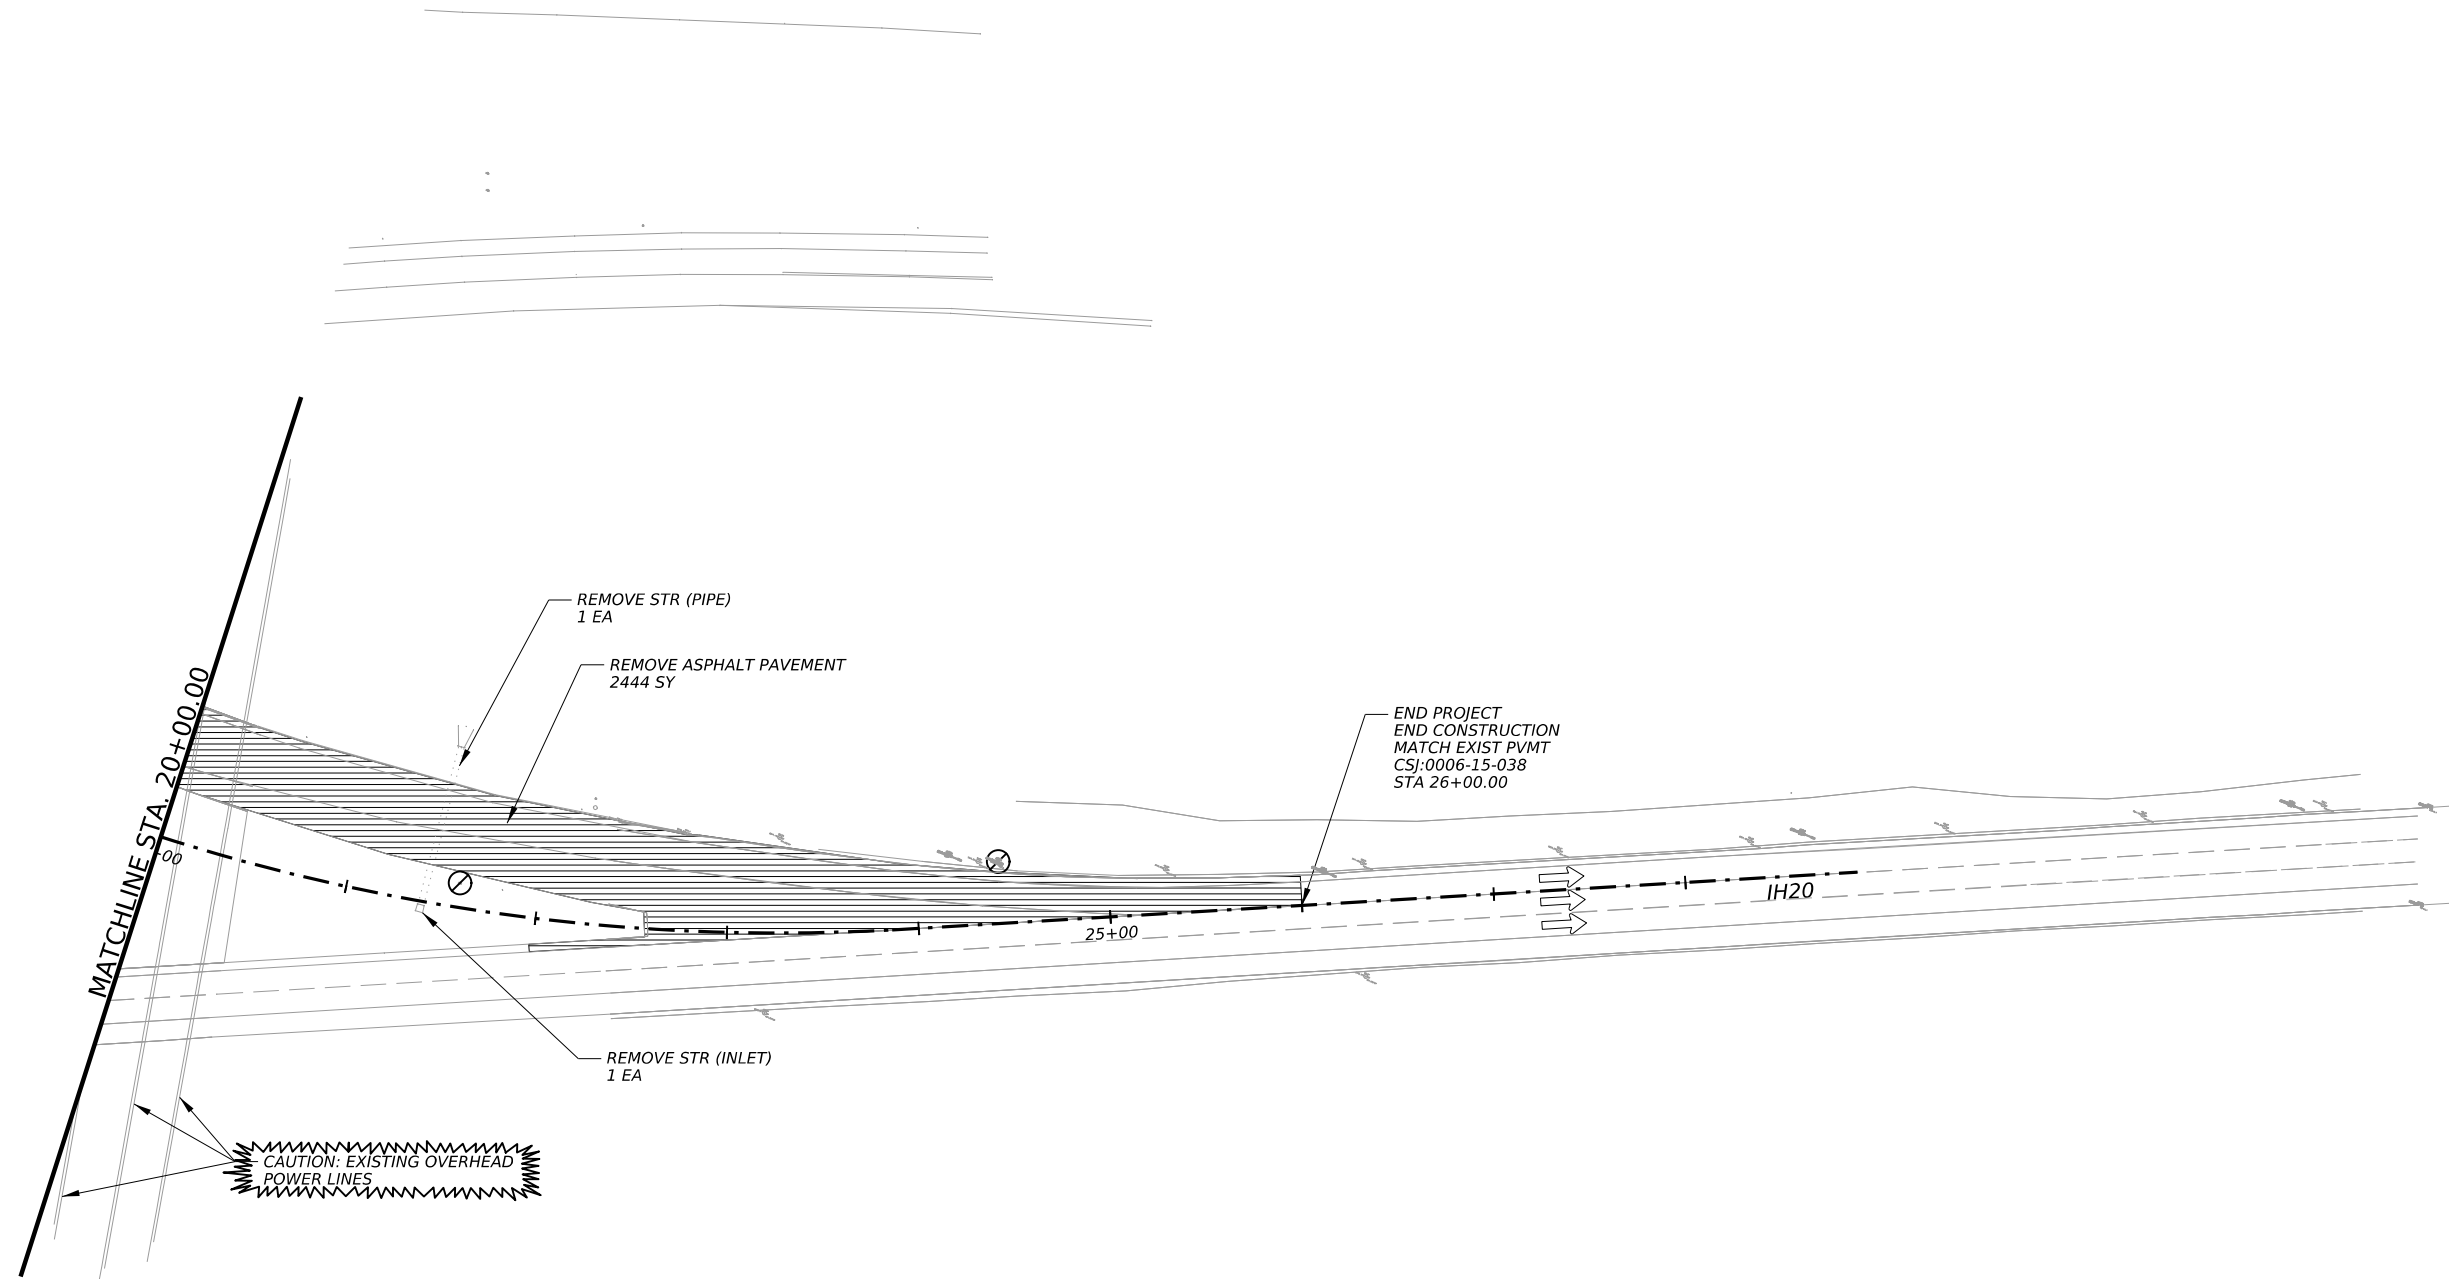 REMOVE STR (PIPE)
1 EA
REMOVE ASPHALT PAVEMENT
2444 SY
END PROJECT
END CONSTRUCTION
MATCH EXIST PVMT
CSJ:0006-15-038
STA 26+00.00
MATCHLINE STA. 20+00.00
+00
25+00
IH20
REMOVE STR (INLET)
1 EA
CAUTION: EXISTING OVERHEAD
POWER LINES